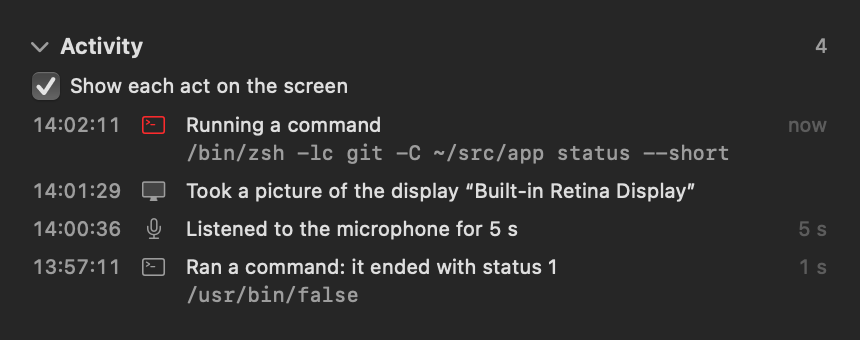 Activity 4
Show each act on the screen
14:02:11 Running a command now
/bin/zsh -lc git -C ~/src/app status --short
14:01:29 Took a picture of the display “Built-in Retina Display”
14:00:36 Listened to the microphone for 5 s 5 s
13:57:11 Ran a command: it ended with status 1 1 s
/usr/bin/false